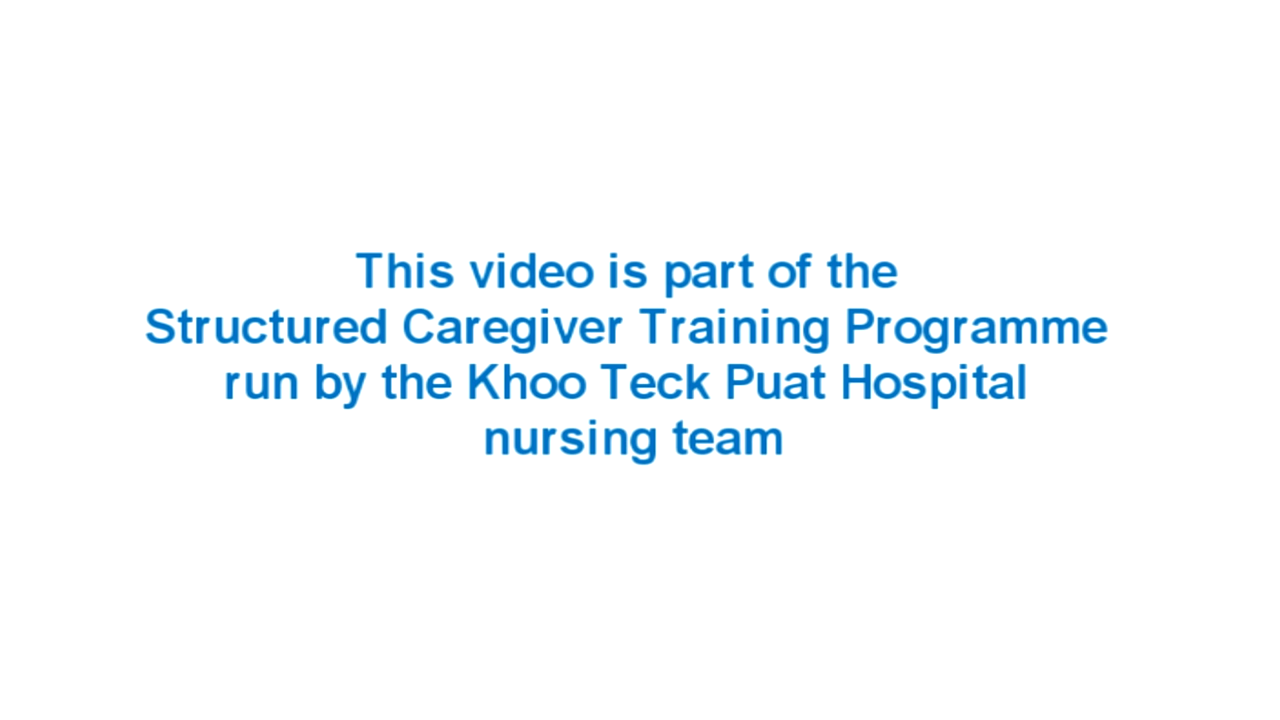 This video is part of the
Structured Caregiver Training Programme
run by the Khoo Teck Puat Hospital
nursing team